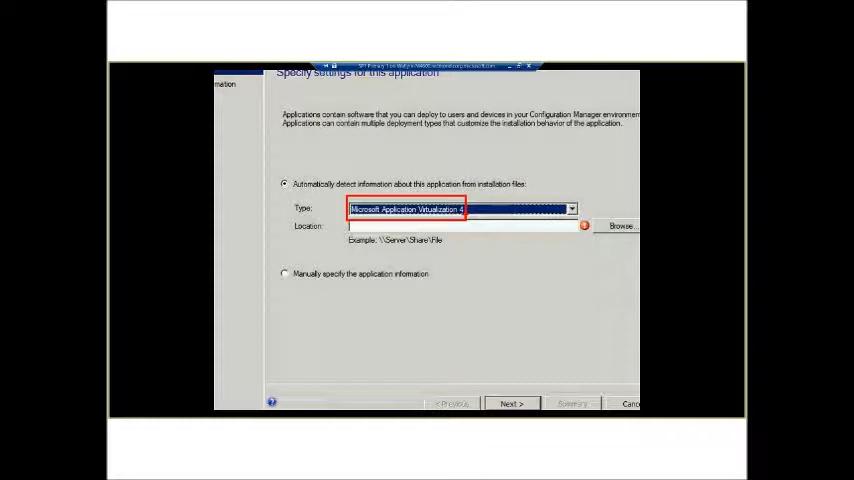 Specify settings for this application
mation
Applications contain software that you can deploy to users and devices in your Configuration Manager environmen
Applications can contain multiple deployment types that customize the installation behavior of the application.
Automatically detect information about this application from installation files:
Type: Microsoft Application Virtualization 4
Location: Browse...
Example: \\Server\Share\File
Manually specify the application information
< Previous Next > Summary Canc